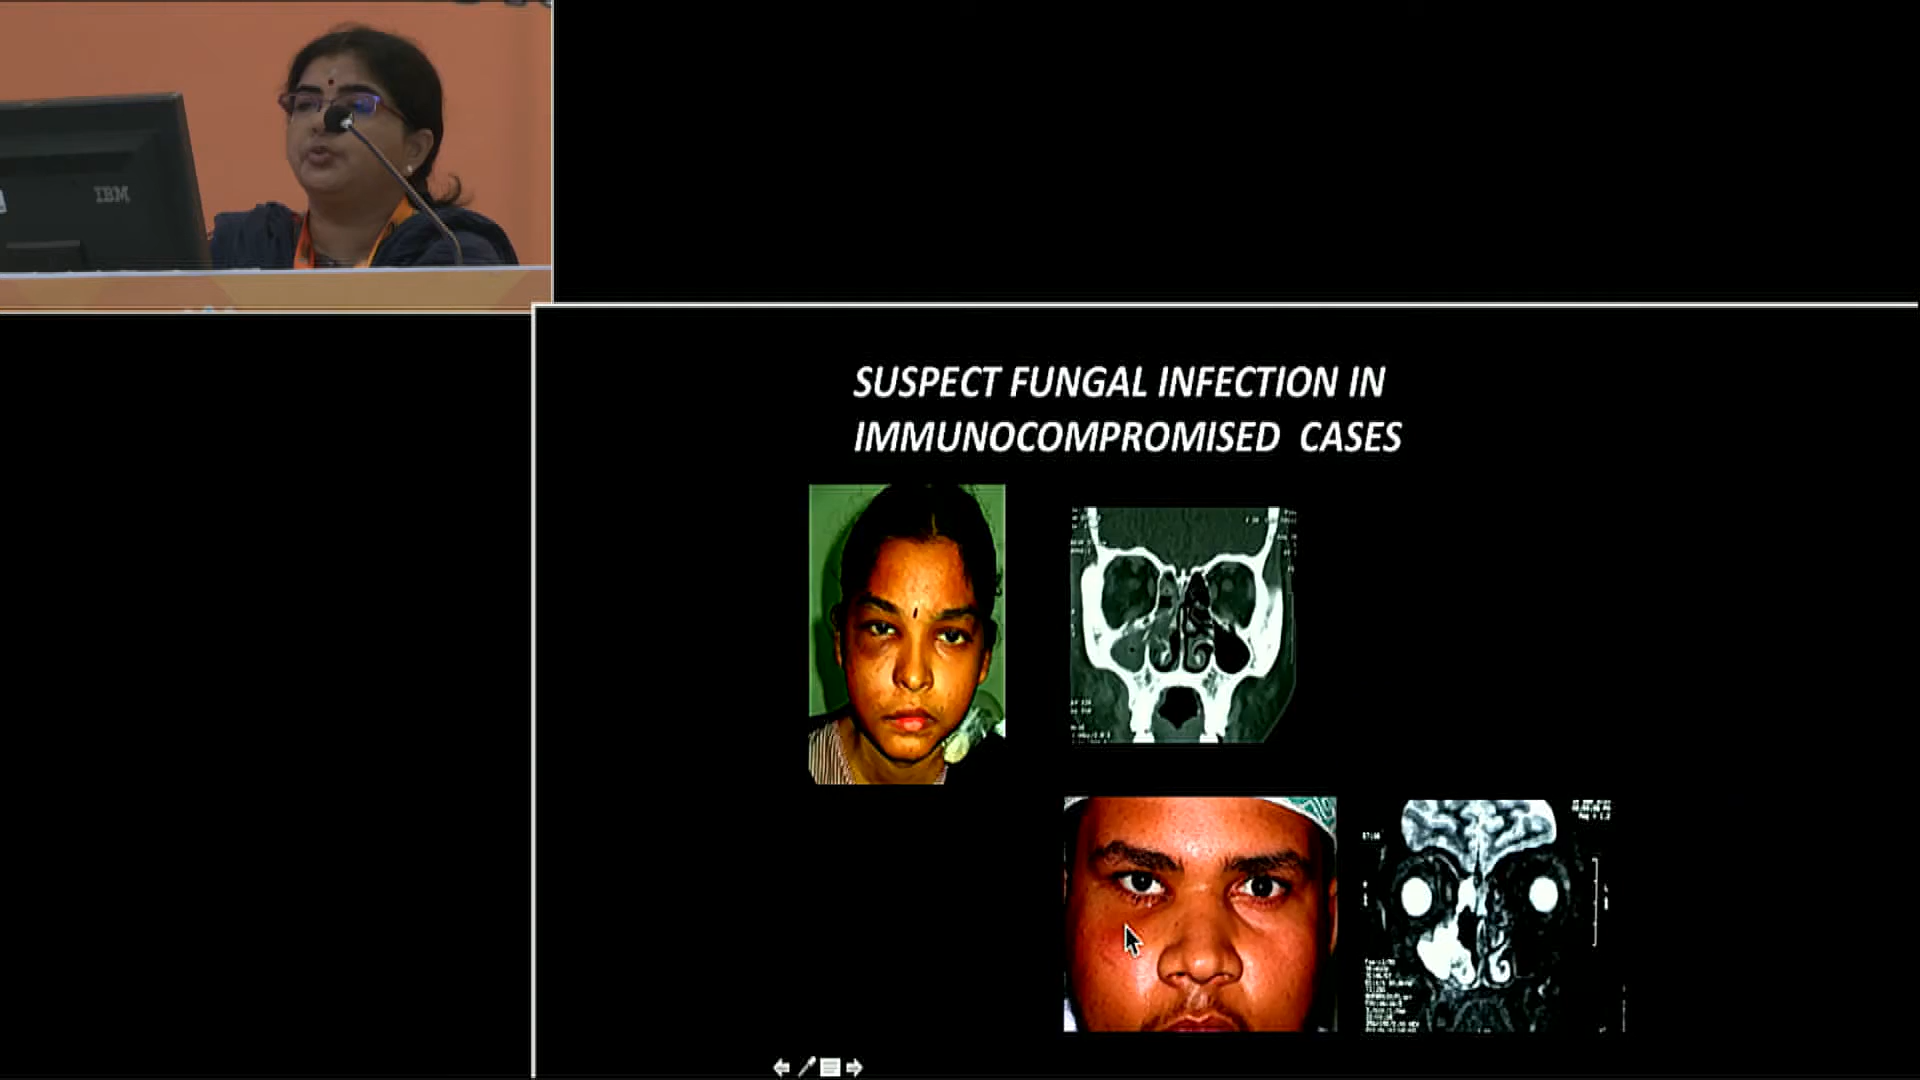 IBM
SUSPECT FUNGAL INFECTION IN
IMMUNOCOMPROMISED CASES